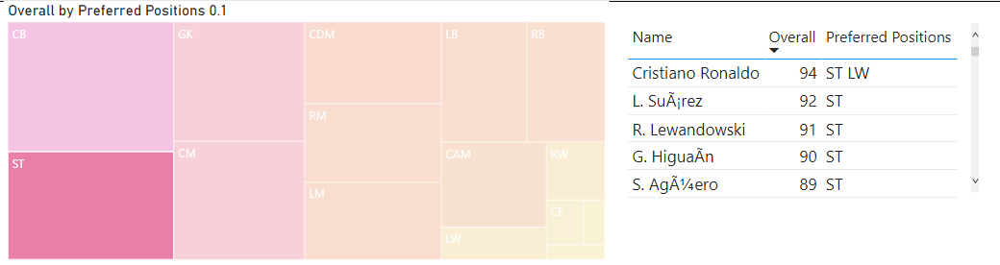 Overall by Preferred Positions 0.1
CB
GK
CDM
LB
RB
RM
ST
CM
CAM
RW
LM
CF
LW
Name Overall Preferred Positions
Cristiano Ronaldo 94 ST LW
L. SuÃ¡rez 92 ST
R. Lewandowski 91 ST
G. HiguaÃn 90 ST
S. AgÃ¼ero 89 ST